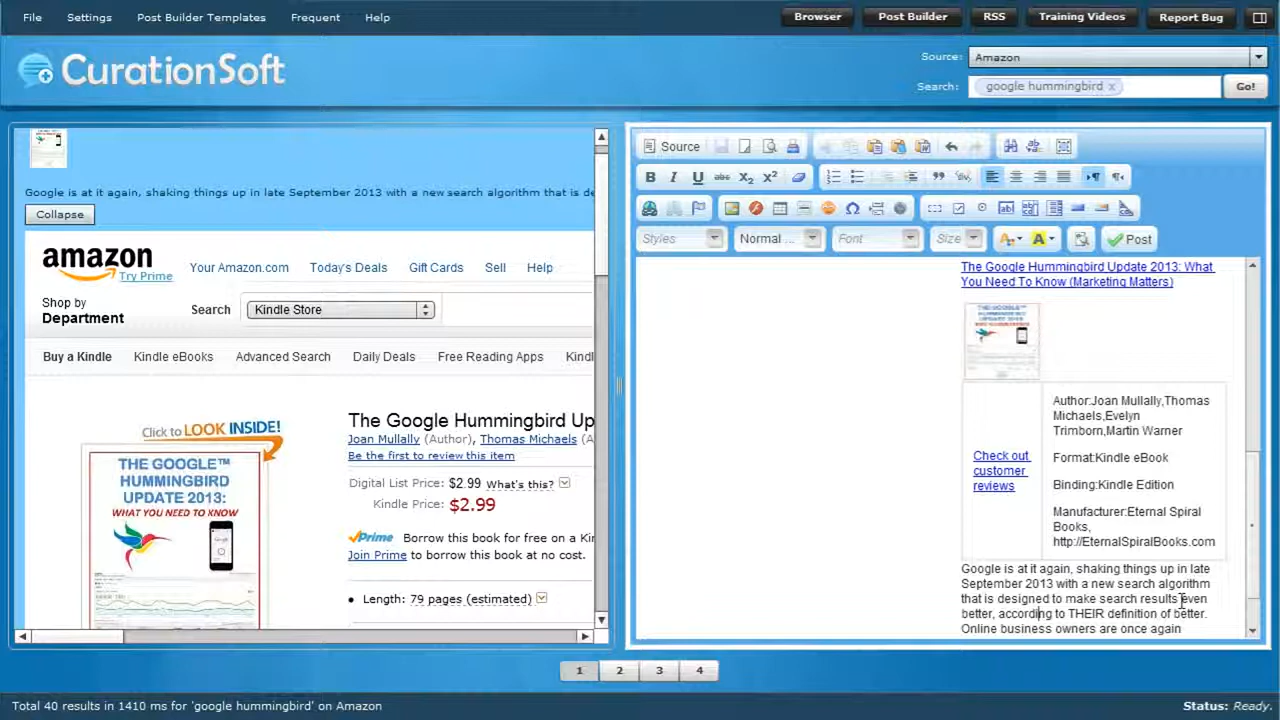 File Settings Post Builder Templates Frequent Help Browser Post Builder RSS Training Videos Report Bug
CurationSoft
Source: Amazon
Search: google hummingbird x Go!
Google is at it again, shaking things up in late September 2013 with a new search algorithm that is de
Collapse
amazon
Try Prime
Your Amazon.com Today's Deals Gift Cards Sell Help
Shop by
Department
Search Kindle Store
Buy a Kindle Kindle eBooks Advanced Search Daily Deals Free Reading Apps Kindl
Click to LOOK INSIDE!
THE GOOGLE™
HUMMINGBIRD
UPDATE 2013:
WHAT YOU NEED TO KNOW
The Google Hummingbird Up
Joan Mullally (Author), Thomas Michaels (A
Be the first to review this item
Digital List Price: $2.99 What's this?
Kindle Price: $2.99
Prime Borrow this book for free on a Kin
Join Prime to borrow this book at no cost.
• Length: 79 pages (estimated)
Source
B I U abc X2 X²
Styles Normal ... Font Size A A Post
The Google Hummingbird Update 2013: What
You Need To Know (Marketing Matters)
THE GOOGLE
HUMMINGBIRD
UPDATE 2013
Check out
customer
reviews
Author:Joan Mullally,Thomas
Michaels,Evelyn
Trimborn,Martin Warner
Format:Kindle eBook
Binding:Kindle Edition
Manufacturer:Eternal Spiral
Books,
http://EternalSpiralBooks.com
Google is at it again, shaking things up in late
September 2013 with a new search algorithm
that is designed to make search results even
better, according to THEIR definition of better.
Online business owners are once again
1 2 3 4
Total 40 results in 1410 ms for 'google hummingbird' on Amazon
Status: Ready.